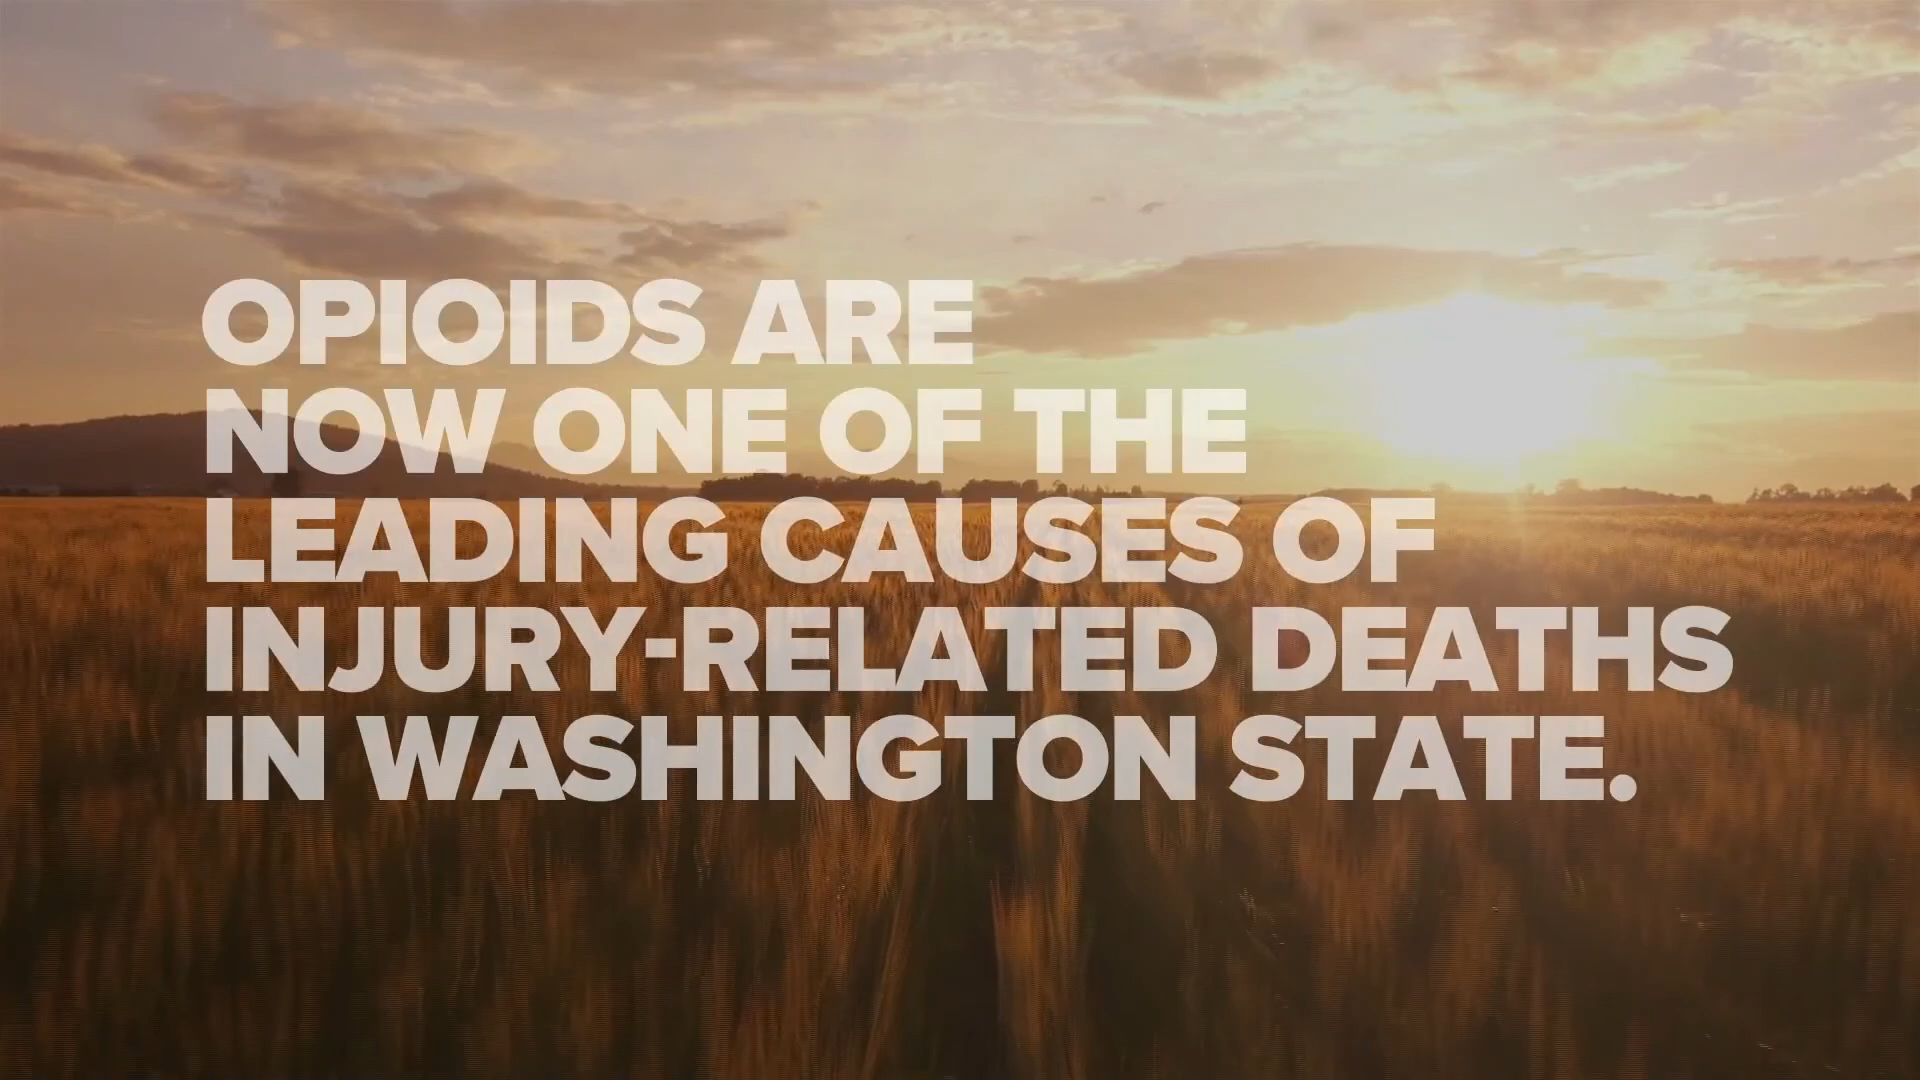 OPIOIDS ARE
NOW ONE OF THE
LEADING CAUSES OF
INJURY-RELATED DEATHS
IN WASHINGTON STATE.